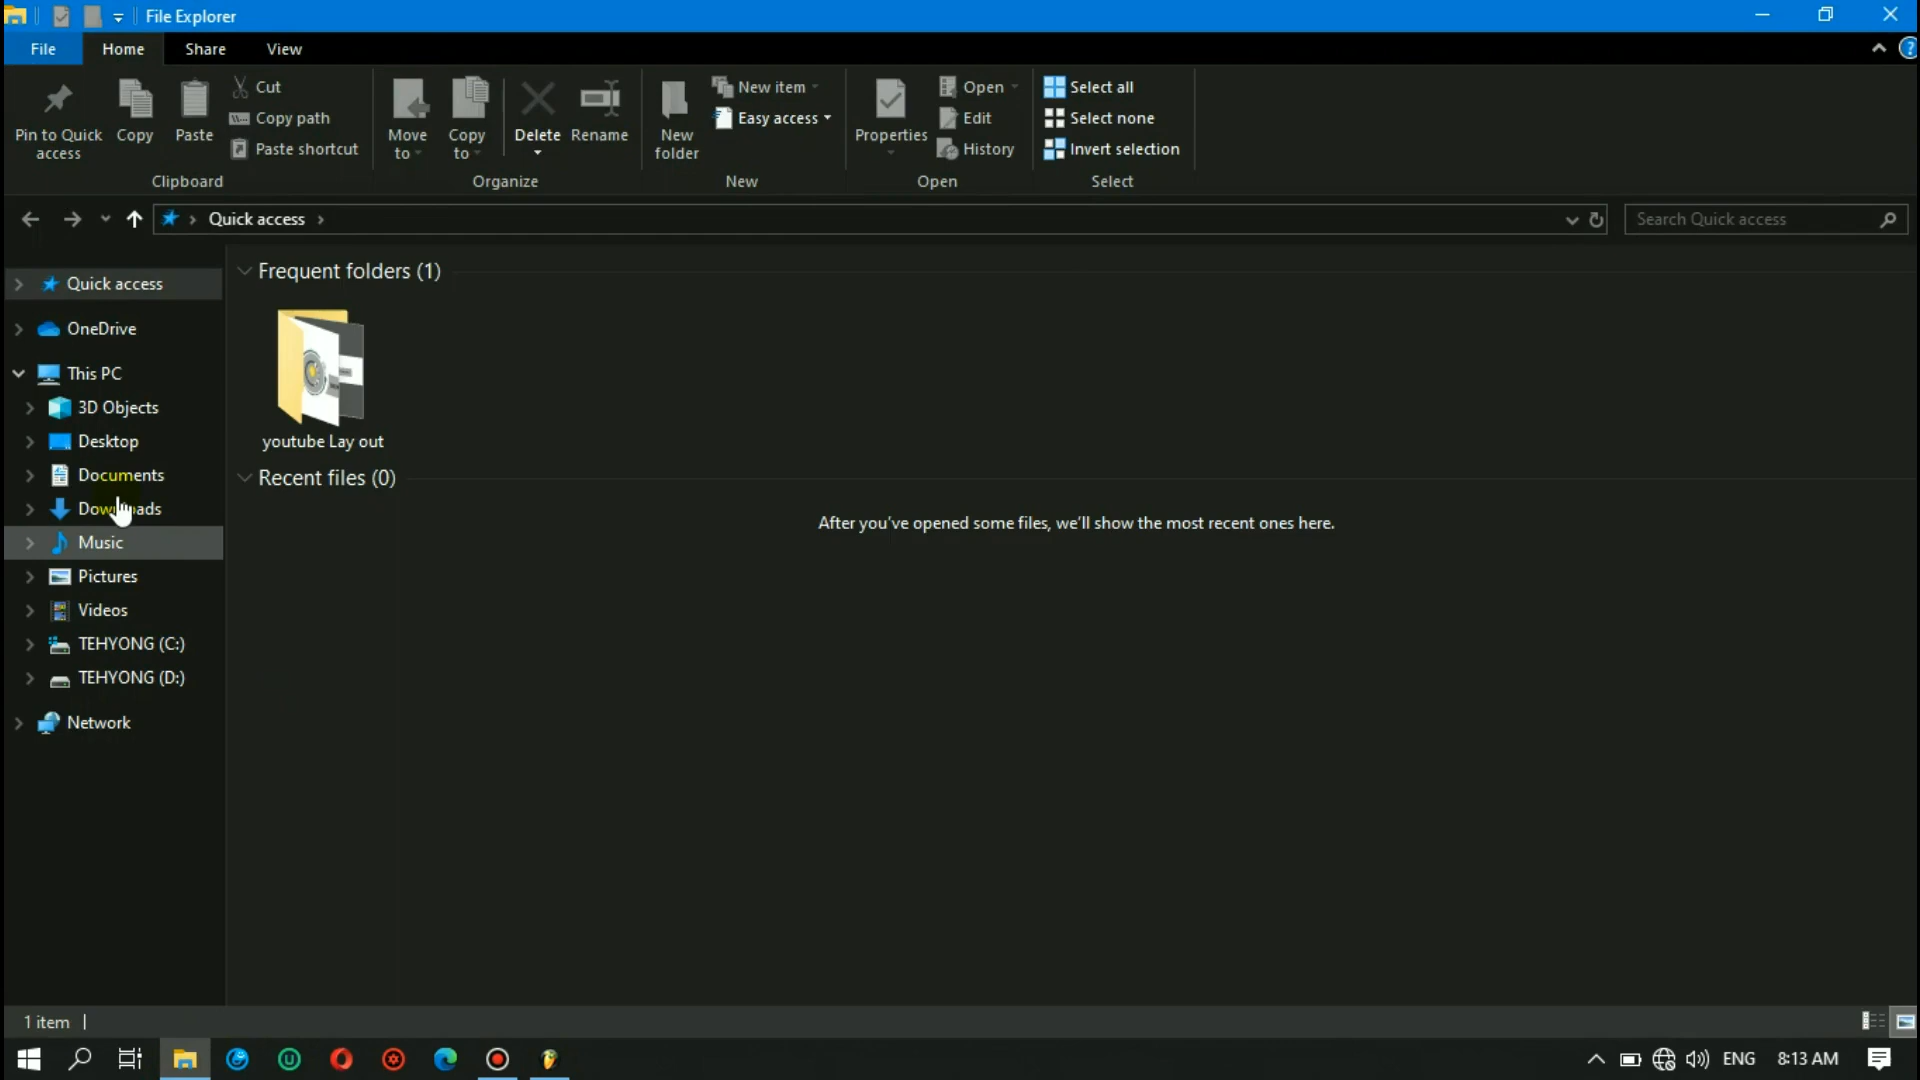 File Explorer
File Home Share View
Pin to Quick access
Copy
Paste
Cut
Copy path
Paste shortcut
Clipboard
Move to
Copy to
Delete
Rename
Organize
New folder
New item
Easy access
New
Properties
Open
Edit
History
Open
Select all
Select none
Invert selection
Select
Quick access
Search Quick access
Quick access
OneDrive
This PC
3D Objects
Desktop
Documents
Downloads
Music
Pictures
Videos
TEHYONG (C:)
TEHYONG (D:)
Network
Frequent folders (1)
youtube Lay out
Recent files (0)
After you've opened some files, we'll show the most recent ones here.
1 item
ENG 8:13 AM